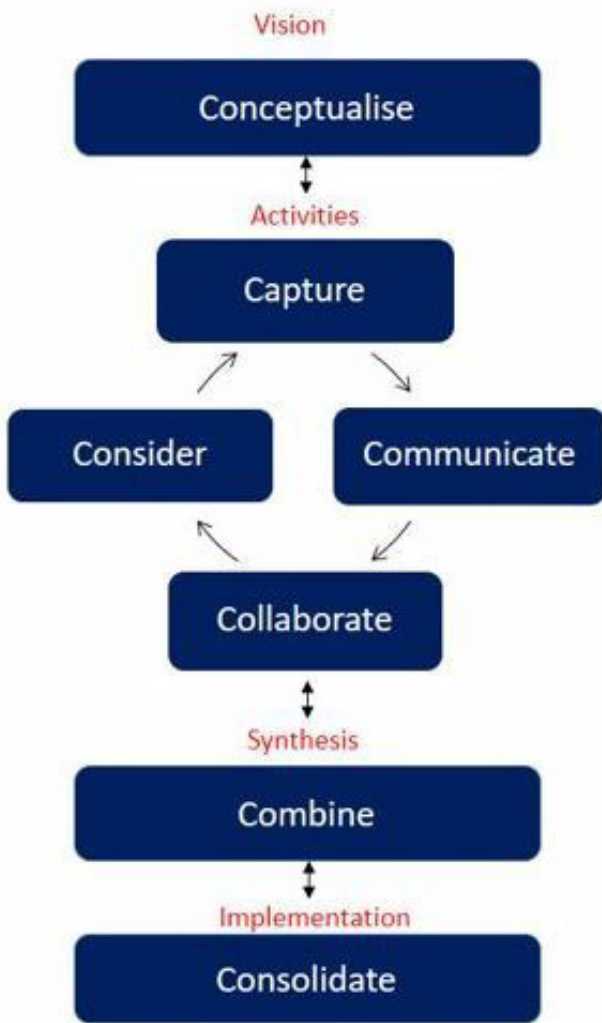 Vision
Conceptualise
Activities
Capture
Consider
Communicate
Collaborate
Synthesis
Combine
Implementation
Consolidate